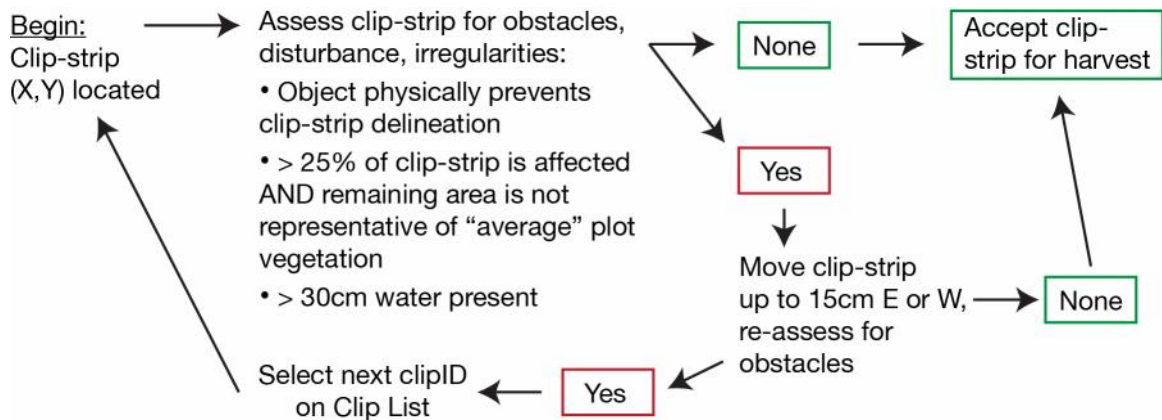 Begin:
Clip-strip
(X,Y) located
Assess clip-strip for obstacles,
disturbance, irregularities:
• Object physically prevents
clip-strip delineation
• > 25% of clip-strip is affected
AND remaining area is not
representative of “average” plot
vegetation
• > 30cm water present
None
Accept clip-
strip for harvest
Yes
Move clip-strip
up to 15cm E or W,
re-assess for
obstacles
None
Yes
Select next clipID
on Clip List